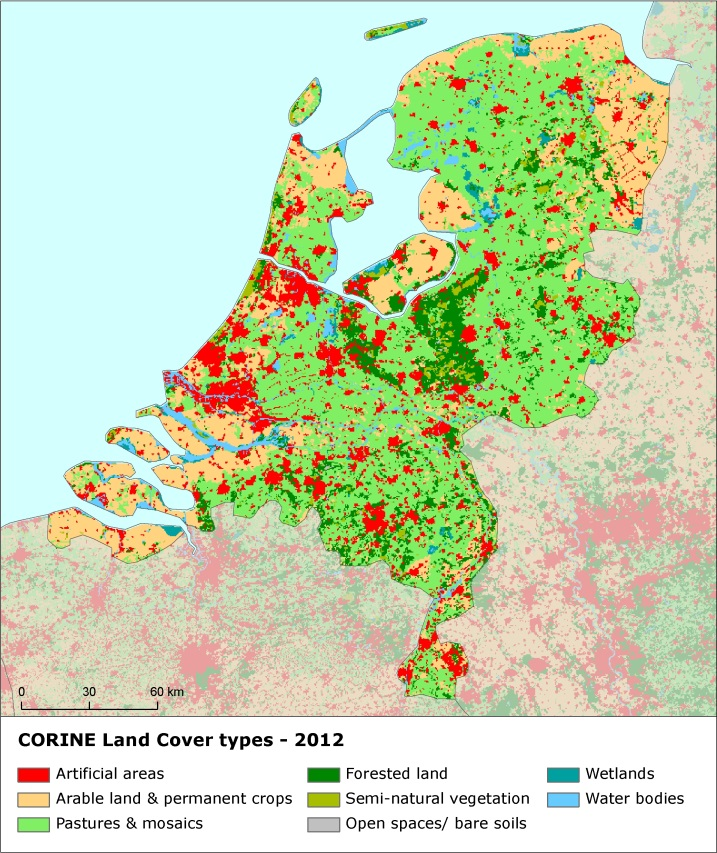 0 30 60 km
CORINE Land Cover types - 2012
Artificial areas
Arable land & permanent crops
Pastures & mosaics
Forested land
Semi-natural vegetation
Open spaces/ bare soils
Wetlands
Water bodies